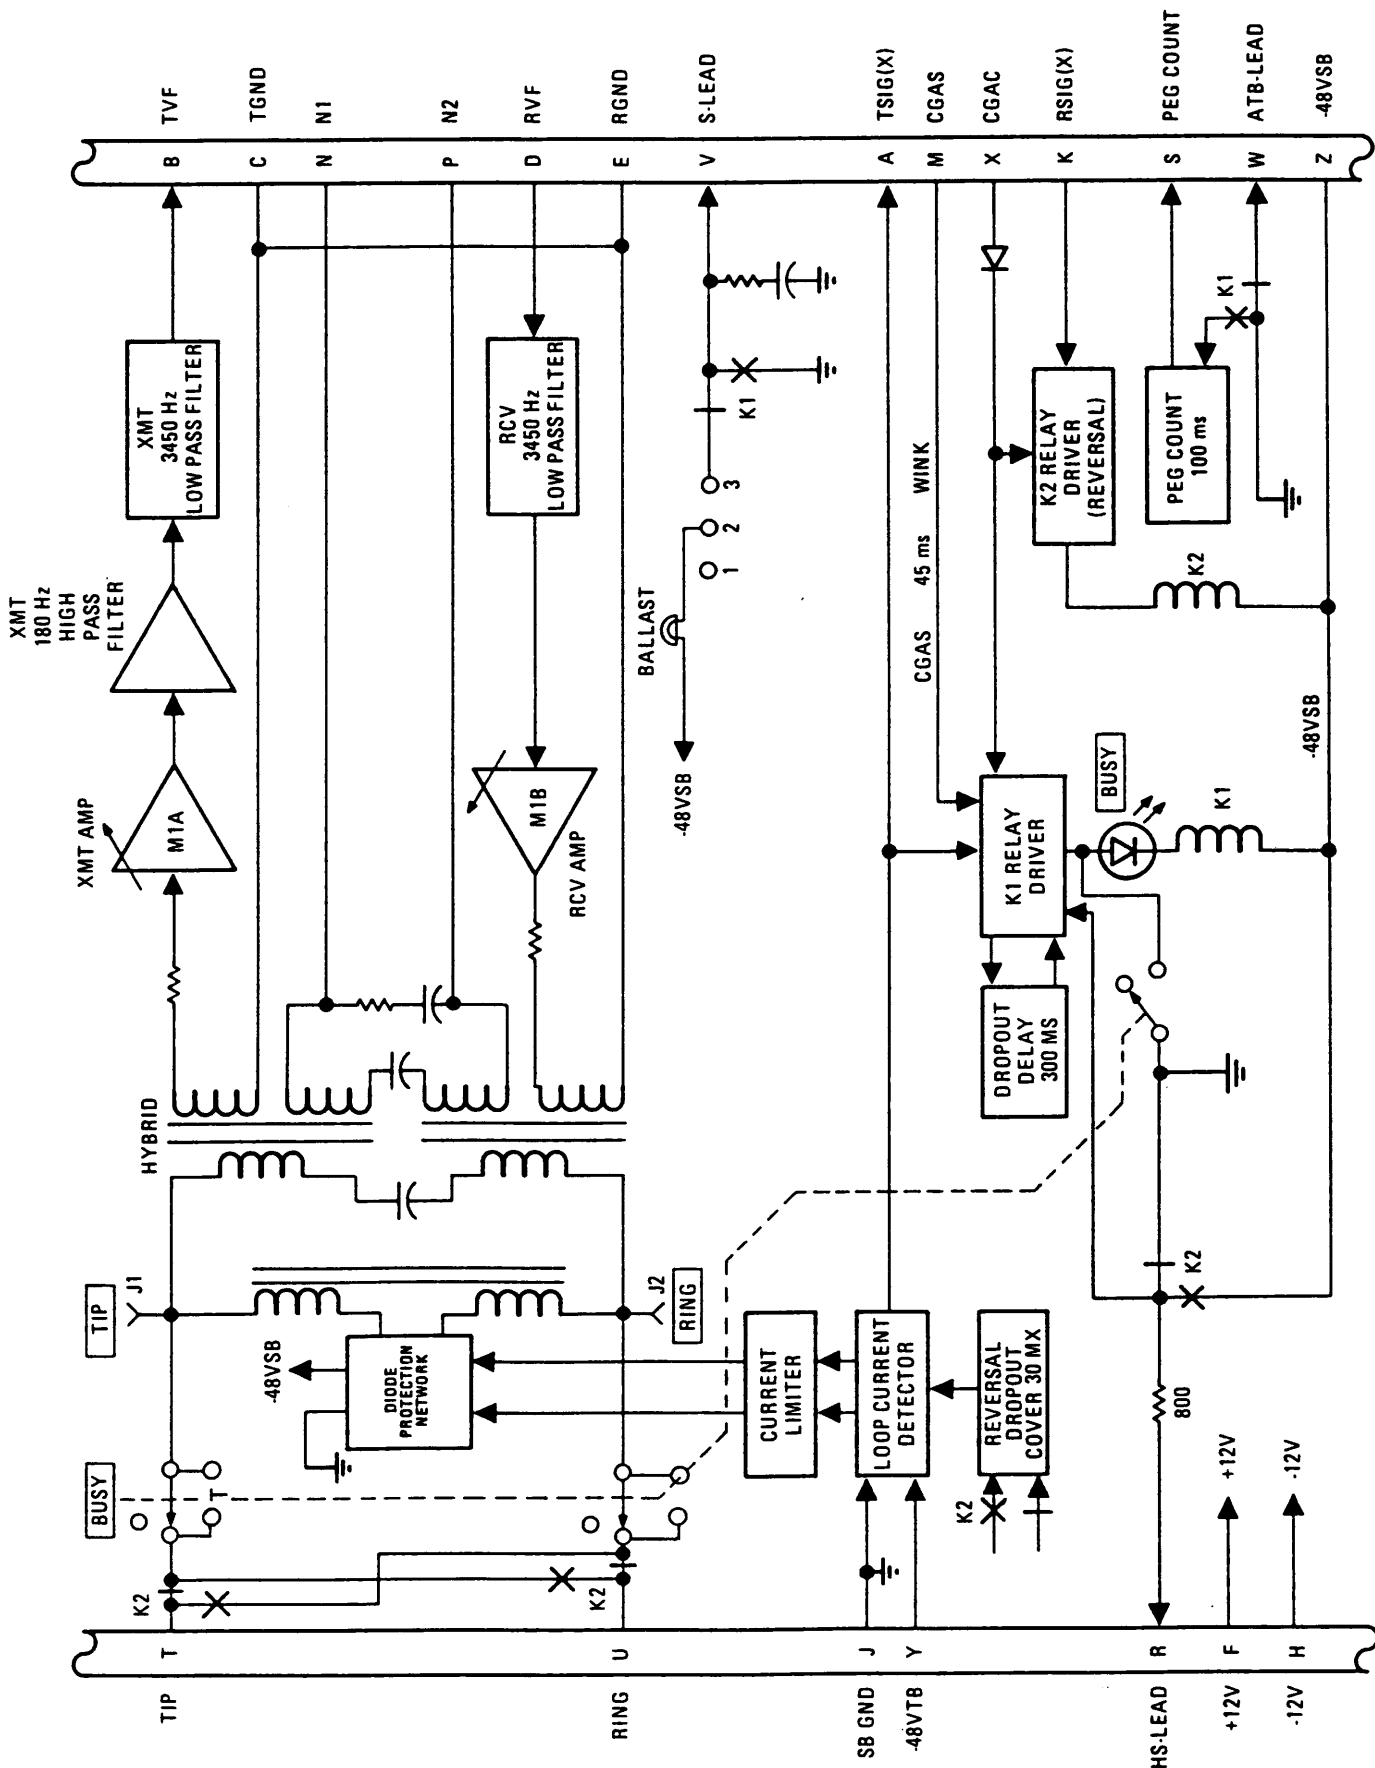 TIP
T
K2
BUSY
T
TIP
J1
HYBRID
XMT AMP
M1A
XMT
180 Hz
HIGH
PASS
FILTER
XMT
3450 Hz
LOW PASS FILTER
B
TVF
C
TGND
N
N1
P
N2
D
RVF
E
RGND
-48VSB
DIODE
PROTECTION
NETWORK
RING
U
K2
J2
RING
RCV AMP
M1B
RCV
3450 Hz
LOW PASS FILTER
-48VSB
BALLAST
1
2
3
K1
V
S-LEAD
CURRENT
LIMITER
SB GND
J
-48VTB
Y
LOOP CURRENT
DETECTOR
A
TSIG(X)
CGAS 45 ms WINK
M
CGAS
X
CGAC
K2
REVERSAL
DROPOUT
COVER 30 MX
DROPOUT
DELAY
300 MS
K1 RELAY
DRIVER
BUSY
K1
K2 RELAY
DRIVER
(REVERSAL)
K2
K
RSIG(X)
PEG COUNT
100 ms
S
PEG COUNT
K1
W
ATB-LEAD
HS-LEAD
R
800
K2
-48VSB
Z
-48VSB
+12V
F
+12V
-12V
H
-12V